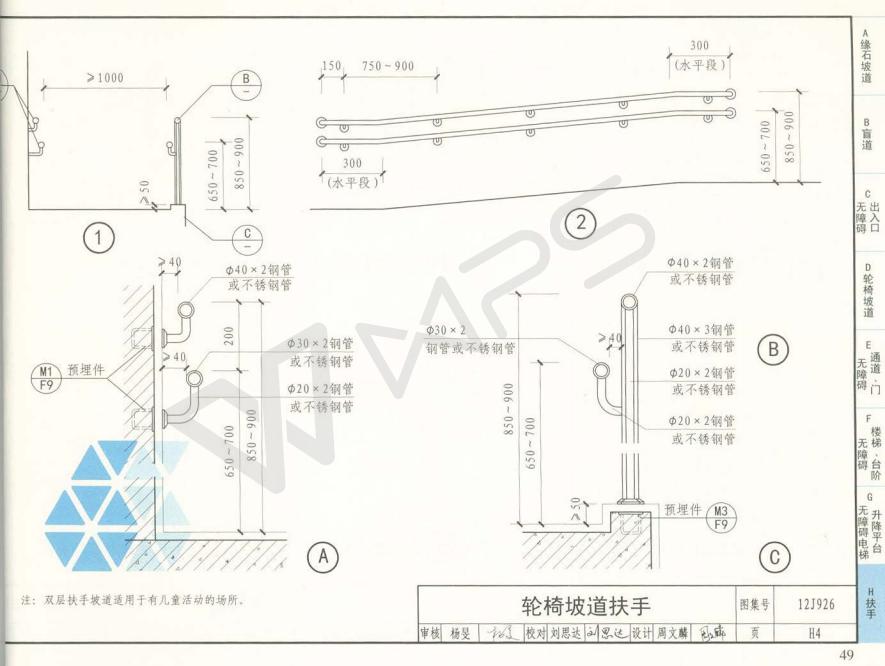 ≥1000
B
—
≥50
650~700
850~900
C
—
1
150
750~900
300
(水平段)
300
(水平段)
650~700
850~900
2
≥40
Φ40×2钢管
或不锈钢管
200
Φ30×2钢管
或不锈钢管
≥40
M1
F9
预埋件
Φ20×2钢管
或不锈钢管
650~700
850~900
A
Φ40×2钢管
或不锈钢管
Φ30×2
钢管或不锈钢管
≥40
Φ40×3钢管
或不锈钢管
B
Φ20×2钢管
或不锈钢管
Φ20×2钢管
或不锈钢管
850~900
650~700
≥50
预埋件
M3
F9
C
注: 双层扶手坡道适用于有儿童活动的场所。
轮椅坡道扶手
图集号
12J926
审核 杨旻 校对 刘思达 刘思达 设计 周文麟
页
H4
49
A
缘石坡道
B
盲道
C
无障碍
出入口
D
轮椅坡道
E
无障碍
通道、门
F
无障碍
楼梯、台阶
G
无障碍电梯
升降平台
H
扶手
WMPS